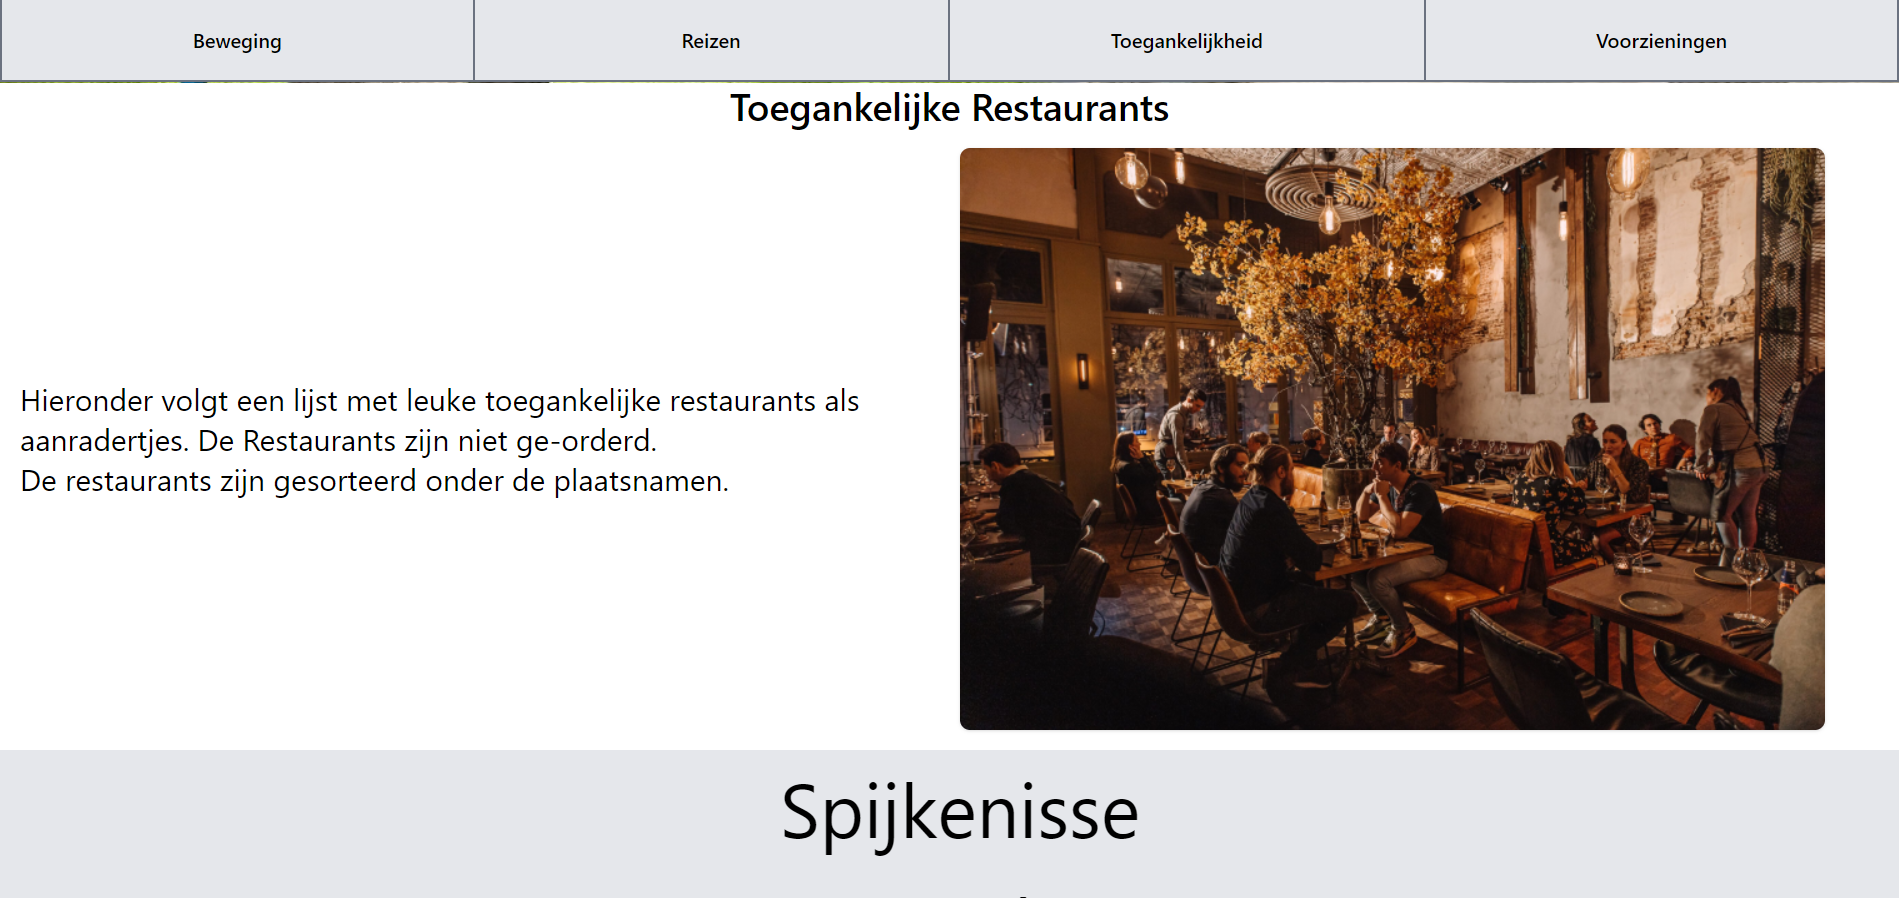 Beweging
Reizen
Toegankelijkheid
Voorzieningen
Toegankelijke Restaurants
Hieronder volgt een lijst met leuke toegankelijke restaurants als
aanradertjes. De Restaurants zijn niet ge-orderd.
De restaurants zijn gesorteerd onder de plaatsnamen.
Spijkenisse